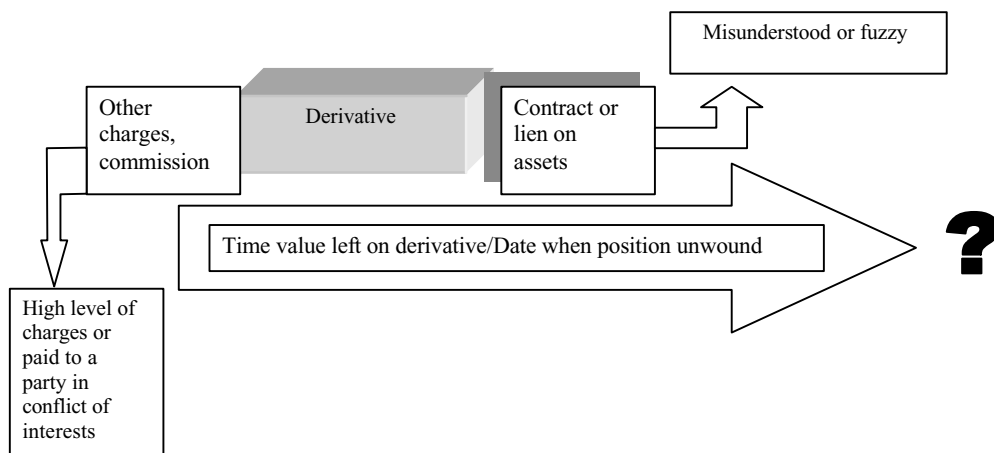 Misunderstood or fuzzy
Other
charges,
commission
Derivative
Contract or
lien on
assets
Time value left on derivative/Date when position unwound
?
High level of
charges or
paid to a
party in
conflict of
interests